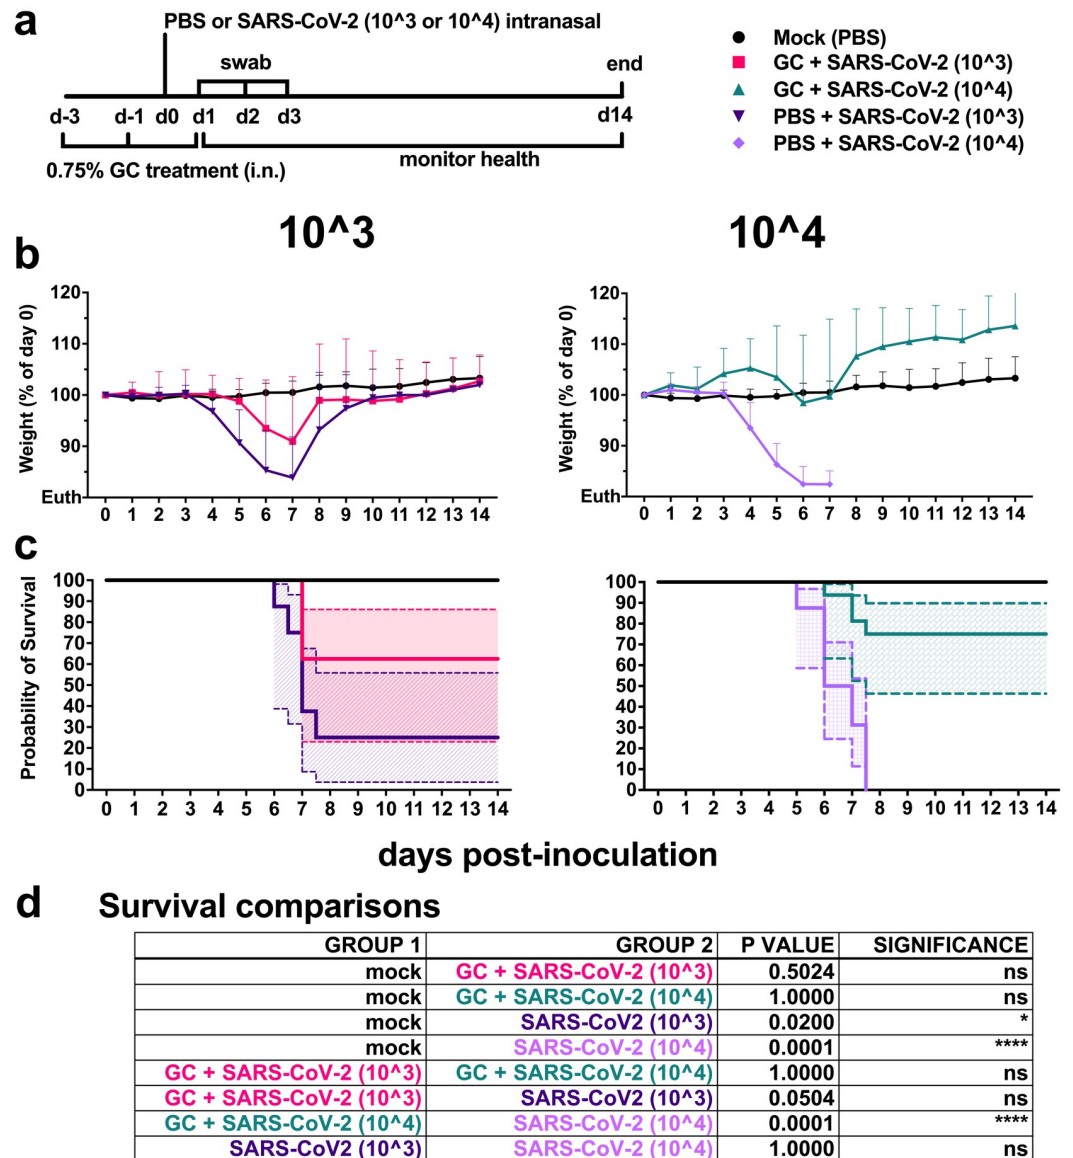 a
PBS or SARS-CoV-2 (10^3 or 10^4) intranasal
swab
end
d-3 d-1 d0 d1 d2 d3 d14
0.75% GC treatment (i.n.)
monitor health
Mock (PBS)
GC + SARS-CoV-2 (10^3)
GC + SARS-CoV-2 (10^4)
PBS + SARS-CoV-2 (10^3)
PBS + SARS-CoV-2 (10^4)
10^3
10^4
b
Weight (% of day 0)
120
110
100
90
Euth
0 1 2 3 4 5 6 7 8 9 10 11 12 13 14
Weight (% of day 0)
120
110
100
90
Euth
0 1 2 3 4 5 6 7 8 9 10 11 12 13 14
c
Probability of Survival
100
90
80
70
60
50
40
30
20
10
0
0 1 2 3 4 5 6 7 8 9 10 11 12 13 14
100
90
80
70
60
50
40
30
20
10
0
0 1 2 3 4 5 6 7 8 9 10 11 12 13 14
days post-inoculation
d
Survival comparisons
GROUP 1 GROUP 2 P VALUE SIGNIFICANCE
mock GC + SARS-CoV-2 (10^3) 0.5024 ns
mock GC + SARS-CoV-2 (10^4) 1.0000 ns
mock SARS-CoV2 (10^3) 0.0200 *
mock SARS-CoV-2 (10^4) 0.0001 ****
GC + SARS-CoV-2 (10^3) GC + SARS-CoV-2 (10^4) 1.0000 ns
GC + SARS-CoV-2 (10^3) SARS-CoV2 (10^3) 0.0504 ns
GC + SARS-CoV-2 (10^4) SARS-CoV-2 (10^4) 0.0001 ****
SARS-CoV2 (10^3) SARS-CoV-2 (10^4) 1.0000 ns